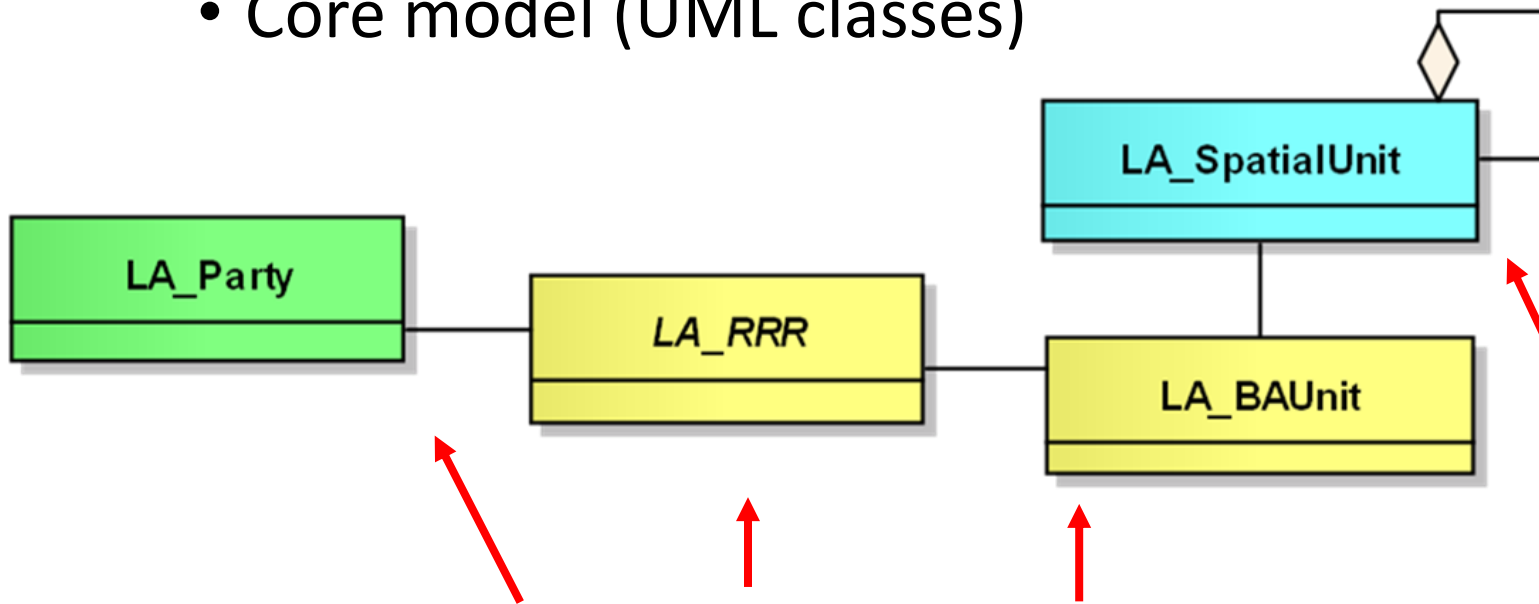 • Core model (UML classes)
LA_SpatialUnit
LA_Party
LA_RRR
LA_BAUnit